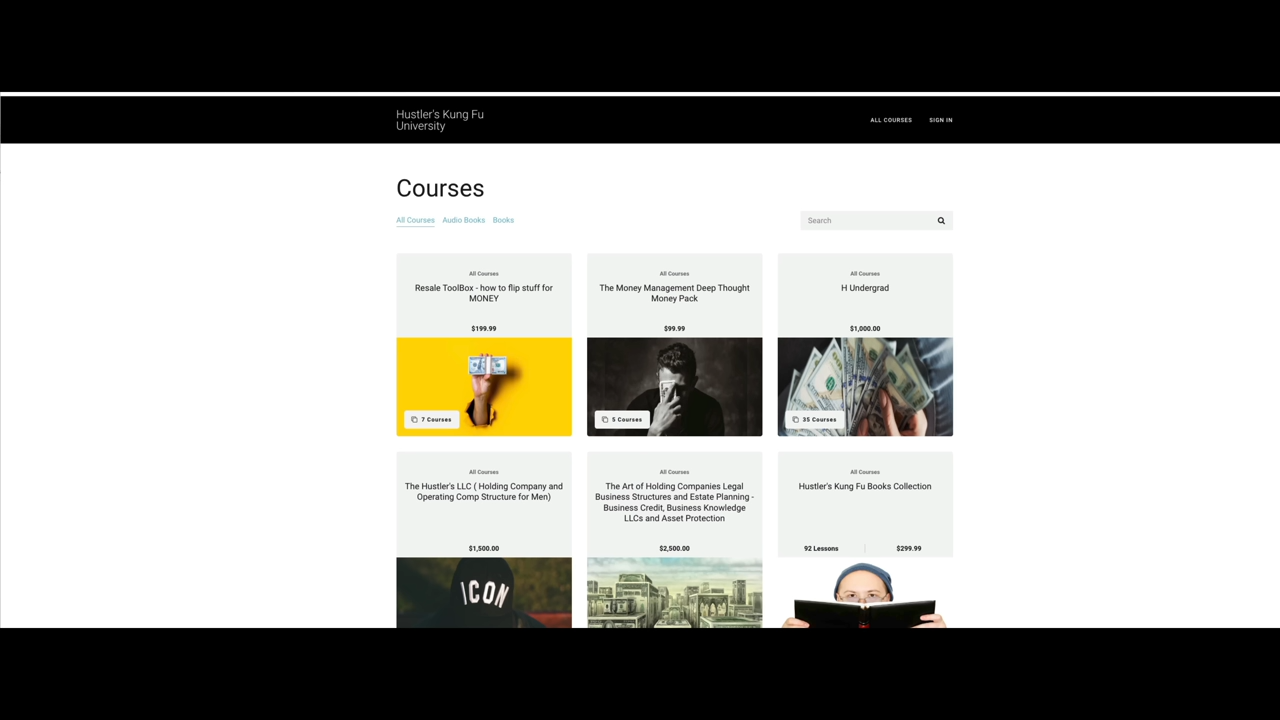 Hustler's Kung Fu
University
ALL COURSES SIGN IN
Courses
All Courses Audio Books Books
Search
All Courses
Resale ToolBox - how to flip stuff for
MONEY
$199.99
7 Courses
All Courses
The Money Management Deep Thought
Money Pack
$99.99
5 Courses
All Courses
H Undergrad
$1,000.00
35 Courses
All Courses
The Hustler's LLC ( Holding Company and
Operating Comp Structure for Men)
$1,500.00
ICON
All Courses
The Art of Holding Companies Legal
Business Structures and Estate Planning -
Business Credit, Business Knowledge
LLCs and Asset Protection
$2,500.00
All Courses
Hustler's Kung Fu Books Collection
92 Lessons $299.99